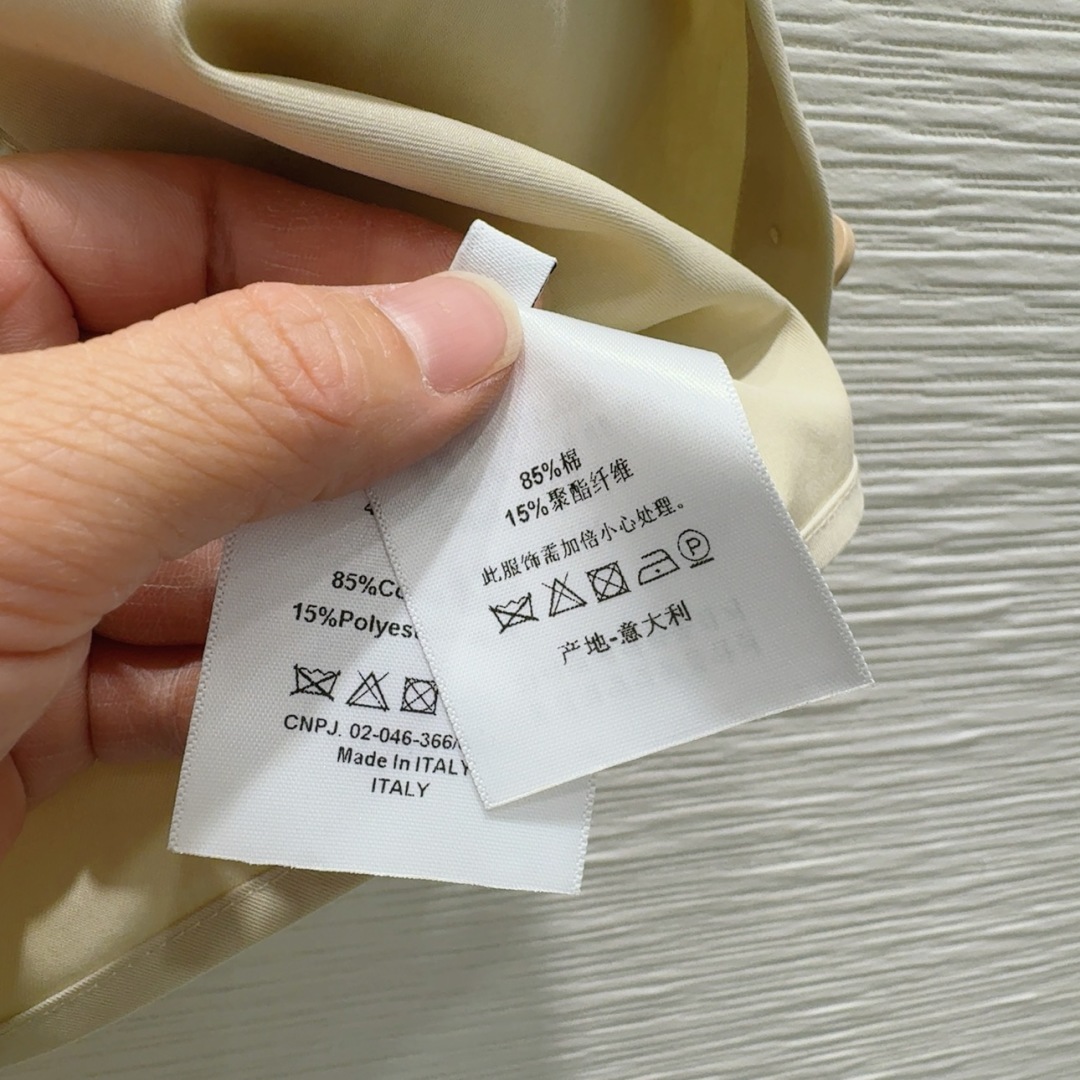 85%棉
15%聚酯纤维
此服饰需加倍小心处理。
P
产地-意大利
85%Co
15%Polyest
CNPJ. 02-046-366/
Made In ITALY
ITALY